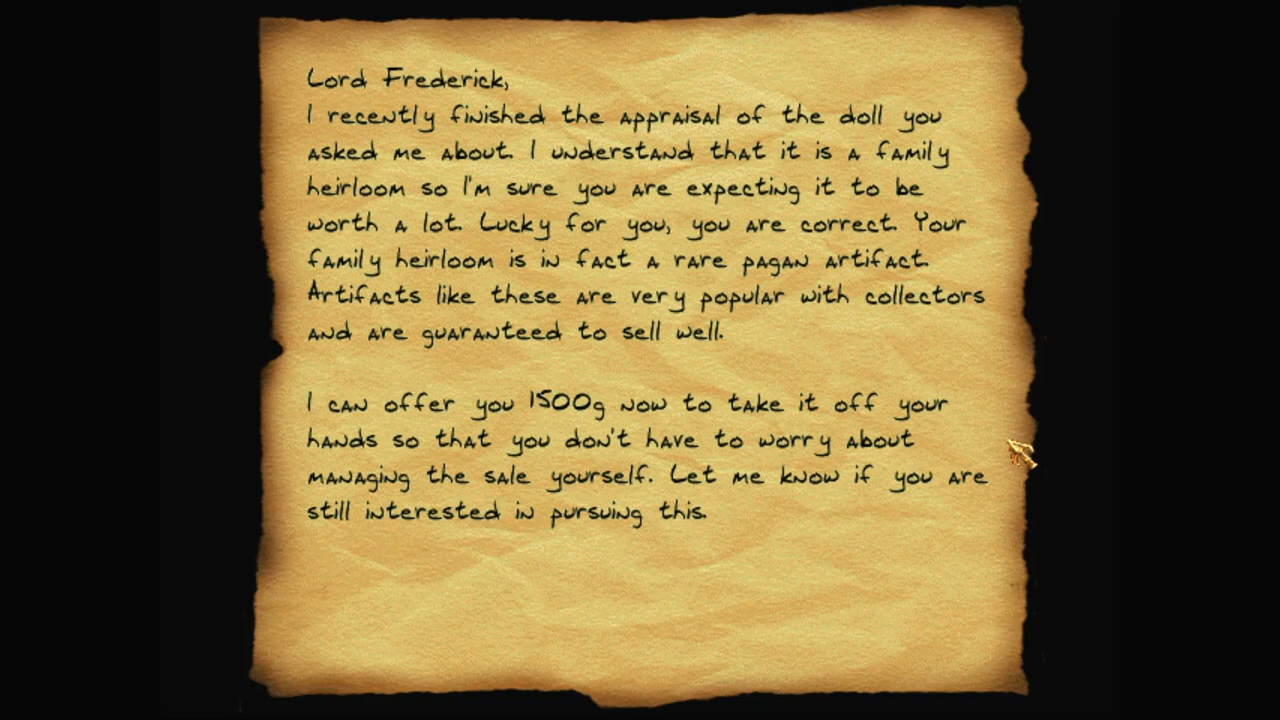 Lord Frederick,
I recently finished the appraisal of the doll you
asked me about. I understand that it is a family
heirloom so I'm sure you are expecting it to be
worth a lot. Lucky for you, you are correct. Your
family heirloom is in fact a rare pagan artifact.
Artifacts like these are very popular with collectors
and are guaranteed to sell well.
I can offer you 1500g now to take it off your
hands so that you don't have to worry about
managing the sale yourself. Let me know if you are
still interested in pursuing this.